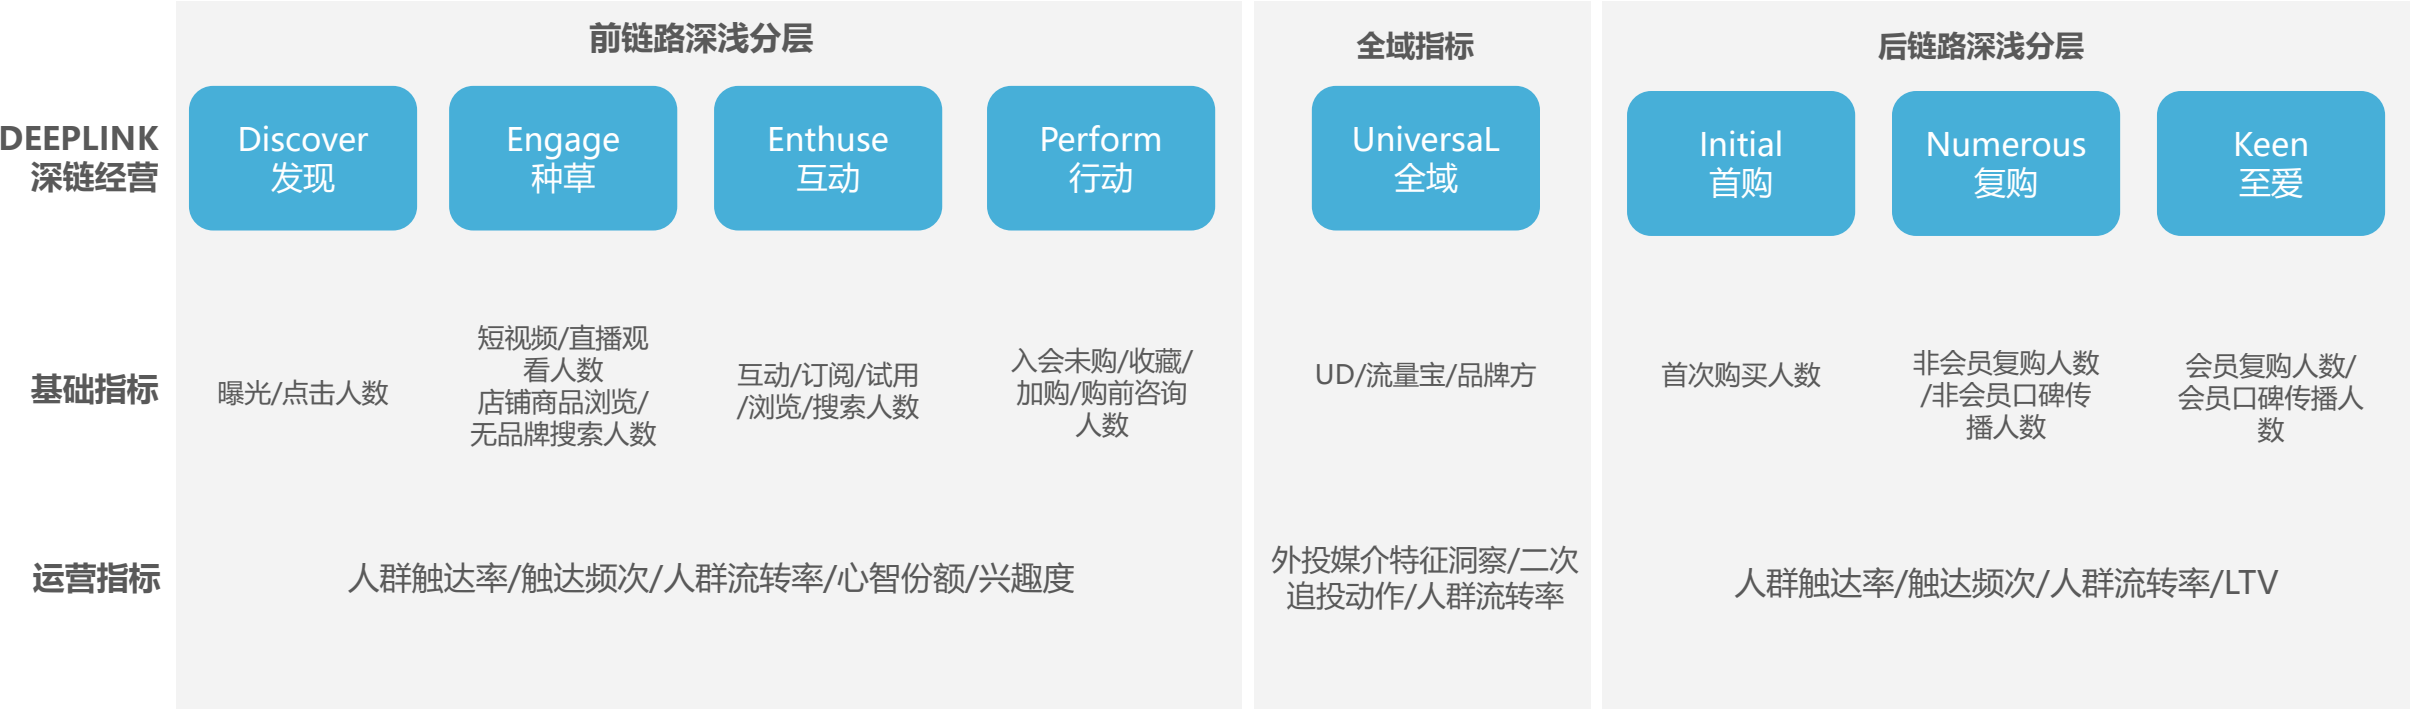 前链路深浅分层
全域指标
后链路深浅分层
DEEPLINK
深链经营
Discover
发现
Engage
种草
Enthuse
互动
Perform
行动
UniversaL
全域
Initial
首购
Numerous
复购
Keen
至爱
基础指标
曝光/点击人数
短视频/直播观
看人数
店铺商品浏览/
无品牌搜索人数
互动/订阅/试用
/浏览/搜索人数
入会未购/收藏/
加购/购前咨询
人数
UD/流量宝/品牌方
首次购买人数
非会员复购人数
/非会员口碑传
播人数
会员复购人数/
会员口碑传播人
数
运营指标
人群触达率/触达频次/人群流转率/心智份额/兴趣度
外投媒介特征洞察/二次
追投动作/人群流转率
人群触达率/触达频次/人群流转率/LTV